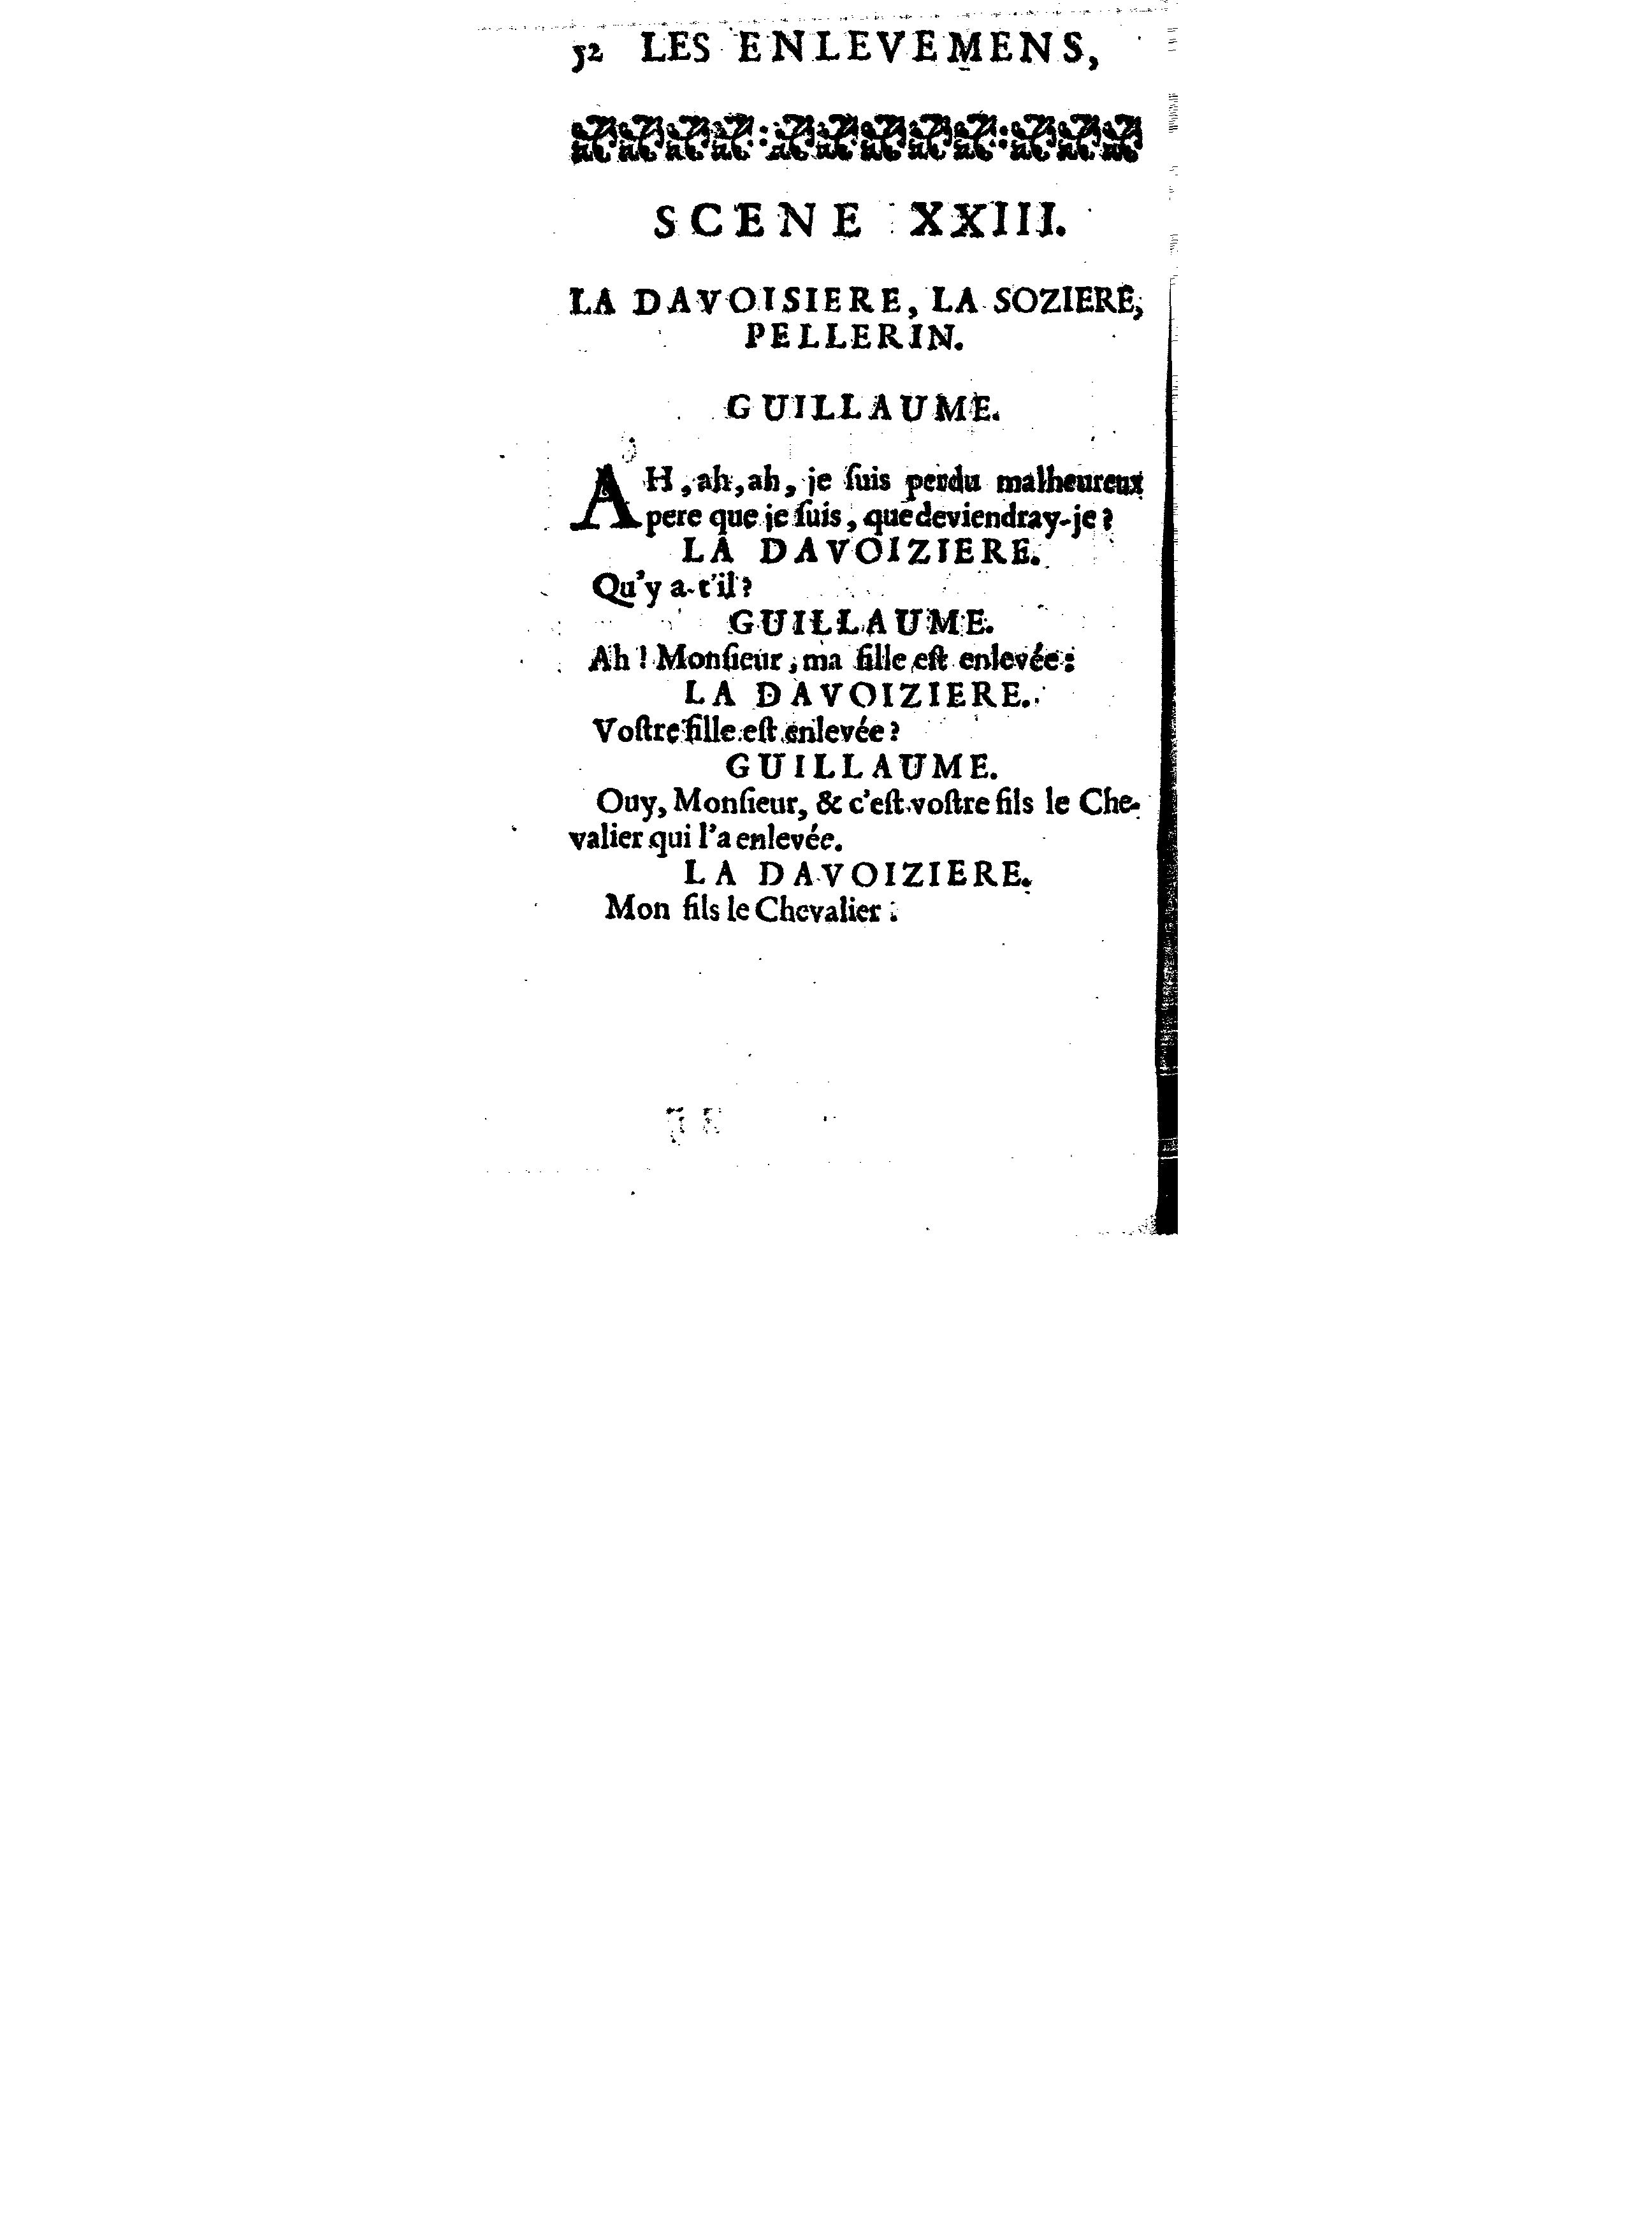 52 LES ENLEVEMENS,
SCENE XXIII.
LA DAVOISIERE, LA SOZIERE,
PELLERIN.
GUILLAUME.
AH, ah, ah, je ſuis perdu malheureux
pere que je ſuis, que deviendray-je?
LA DAVOIZIERE.
Qu'y a-t'il?
GUILLAUME.
Ah! Monſieur, ma fille eſt enlevée:
LA DAVOIZIERE.
Voſtre fille eſt enlevée?
GUILLAUME.
Ouy, Monſieur, & c'eſt voſtre fils le Che-
valier qui l'a enlevée.
LA DAVOIZIERE.
Mon fils le Chevalier: